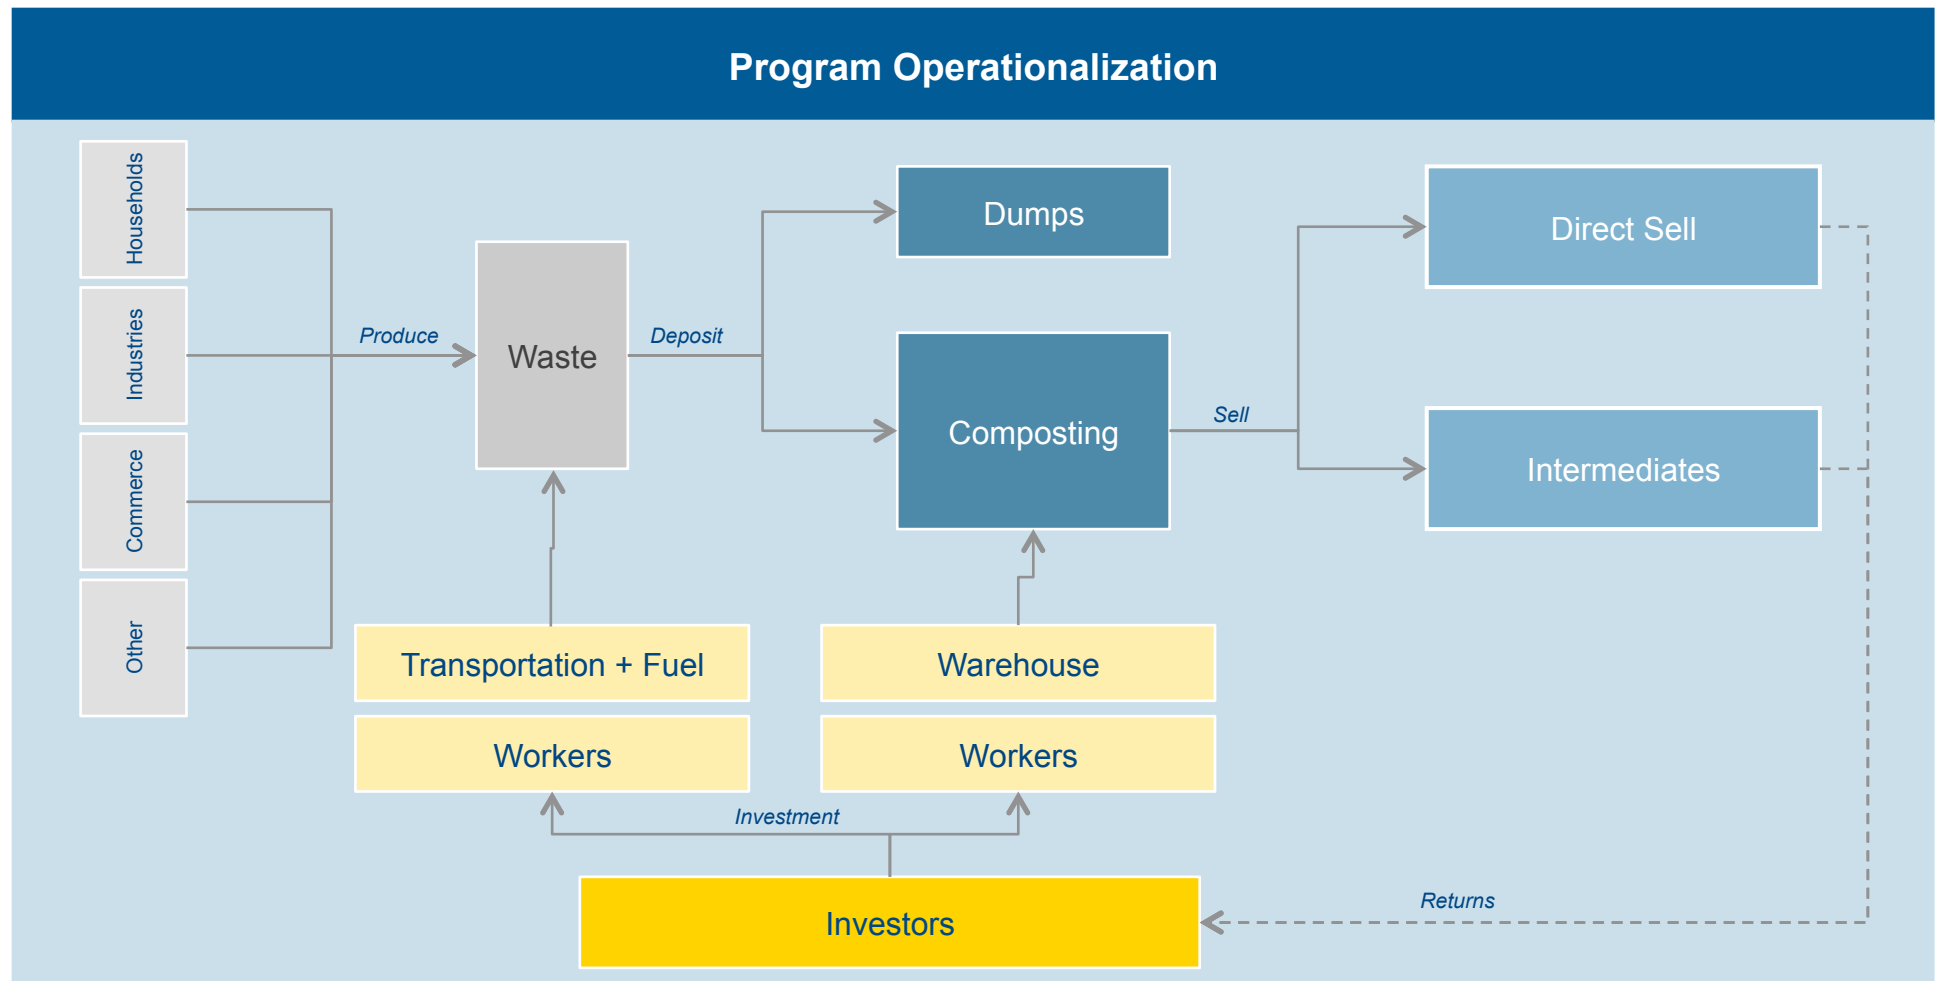 Program Operationalization
Households
Industries
Commerce
Other
Produce
Waste
Deposit
Dumps
Composting
Sell
Direct Sell
Intermediates
Transportation + Fuel
Workers
Warehouse
Workers
Investment
Investors
Returns